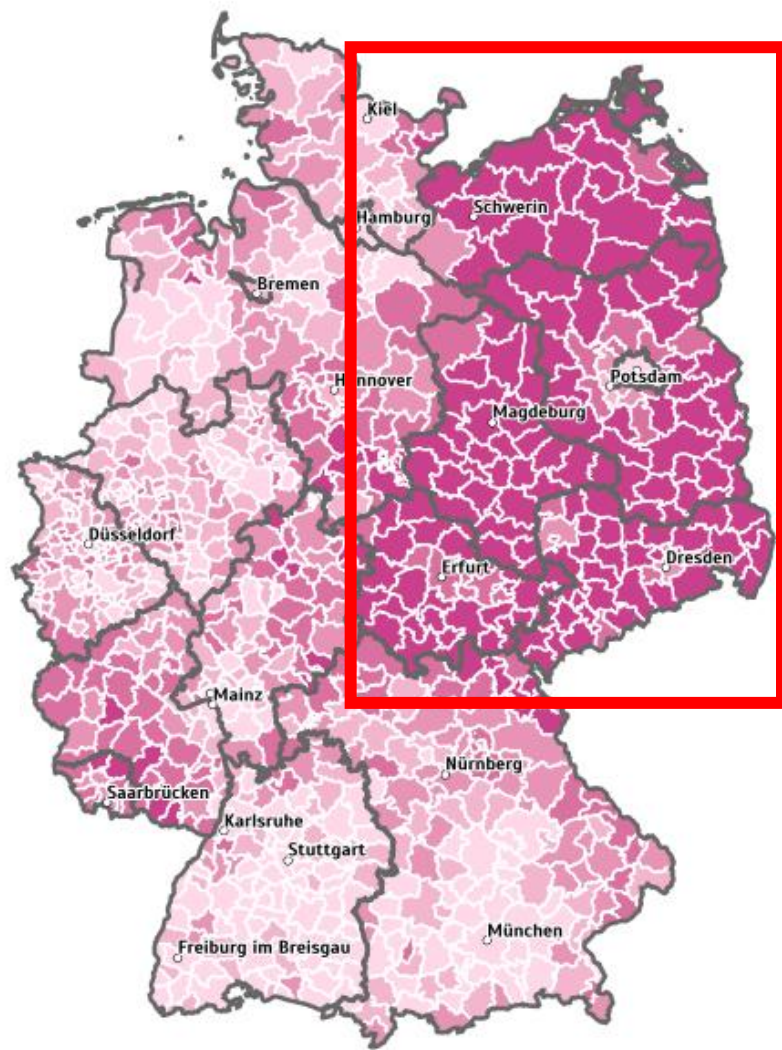 Kiel
Schwerin
Hamburg
Bremen
Potsdam
Hannover
Magdeburg
Düsseldorf
Dresden
Erfurt
Mainz
Nürnberg
Saarbrücken
Karlsruhe
Stuttgart
München
Freiburg im Breisgau